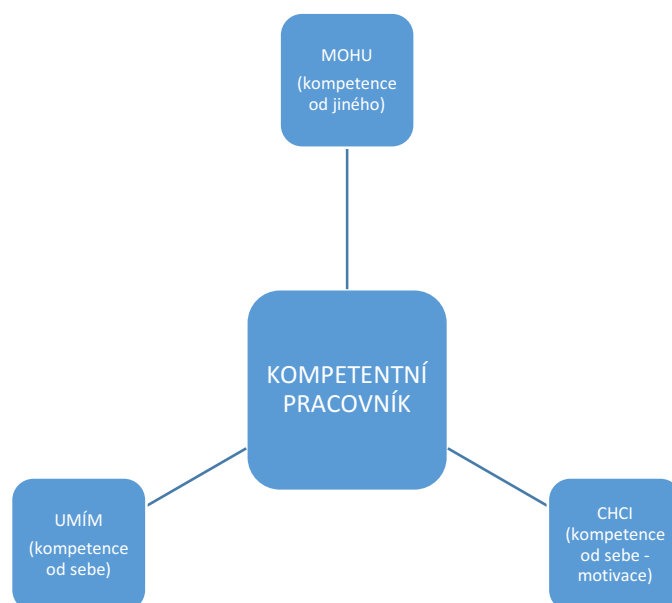 MOHU
(kompetence
od jiného)
KOMPETENTNÍ
PRACOVNÍK
UMÍM
(kompetence
od sebe)
CHCI
(kompetence
od sebe -
motivace)